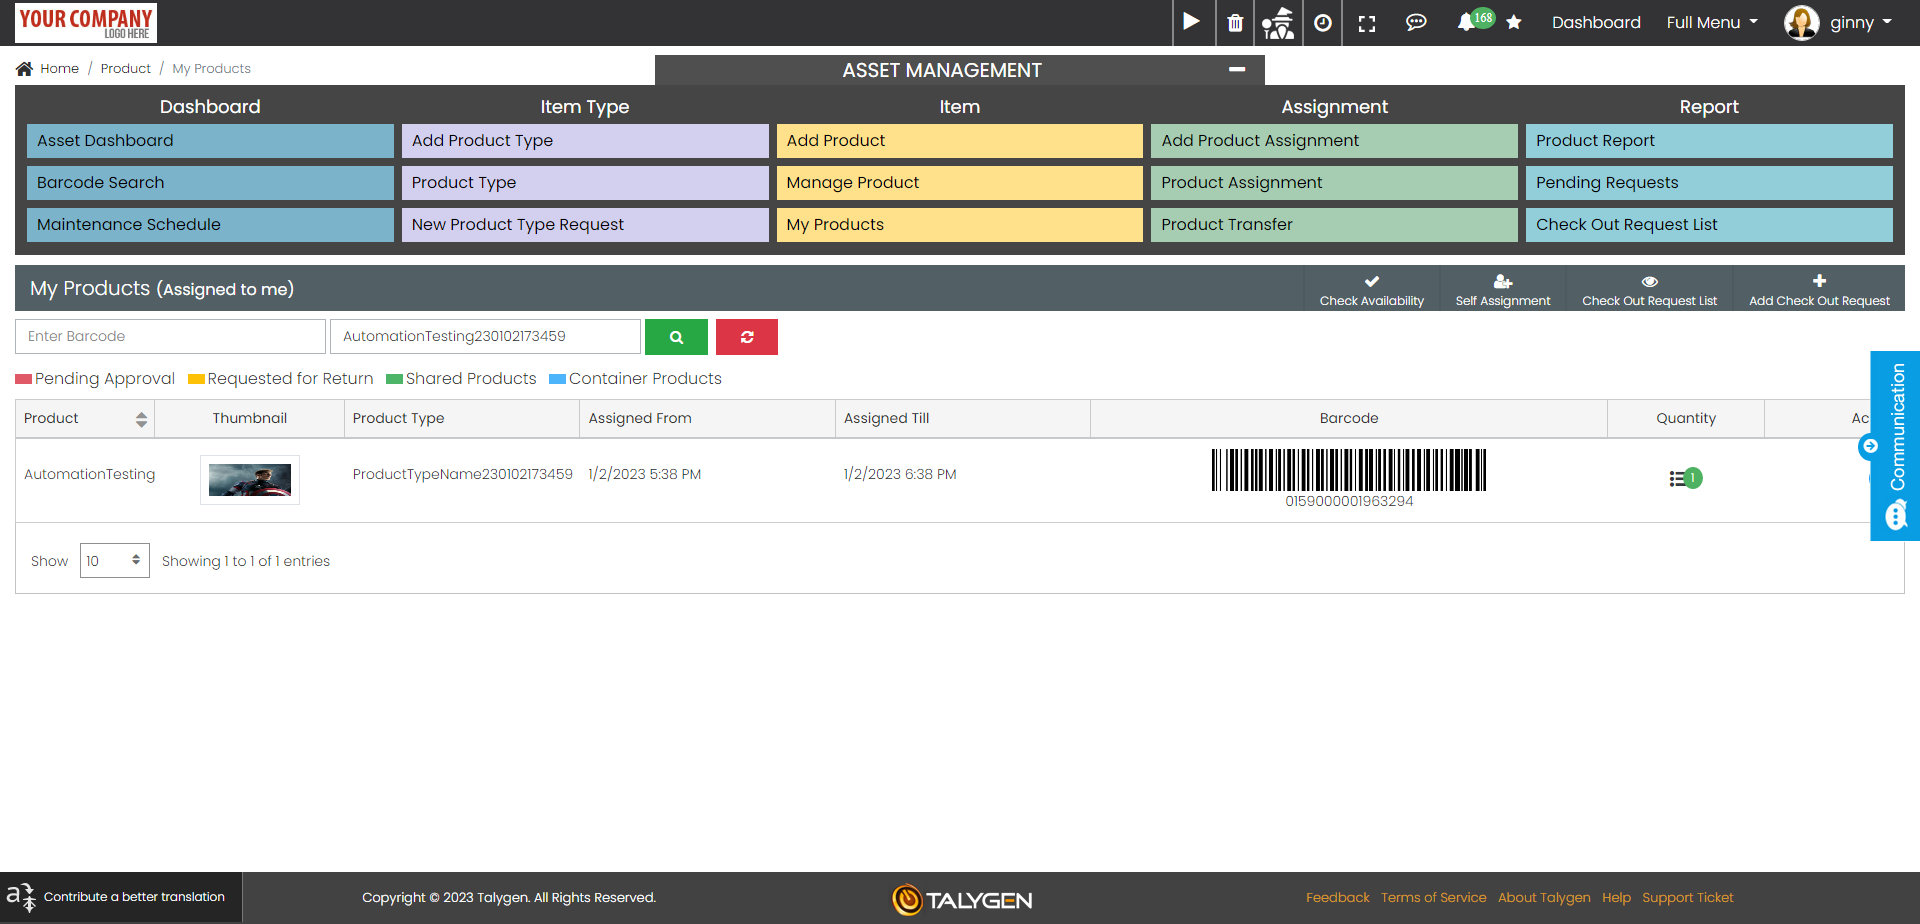 YOUR COMPANY
LOGO HERE
168
Dashboard
Full Menu
ginny
Home / Product / My Products
ASSET MANAGEMENT
Dashboard
Item Type
Item
Assignment
Report
Asset Dashboard
Add Product Type
Add Product
Add Product Assignment
Product Report
Barcode Search
Product Type
Manage Product
Product Assignment
Pending Requests
Maintenance Schedule
New Product Type Request
My Products
Product Transfer
Check Out Request List
My Products (Assigned to me)
Check Availability
Self Assignment
Check Out Request List
Add Check Out Request
Enter Barcode
AutomationTesting230102173459
Pending Approval
Requested for Return
Shared Products
Container Products
Product
Thumbnail
Product Type
Assigned From
Assigned Till
Barcode
Quantity
Ac
AutomationTesting
ProductTypeName230102173459
1/2/2023 5:38 PM
1/2/2023 6:38 PM
0159000001963294
1
Communication
Show
10
Showing 1 to 1 of 1 entries
Contribute a better translation
Copyright © 2023 Talygen. All Rights Reserved.
TALYGEN
Feedback
Terms of Service
About Talygen
Help
Support Ticket